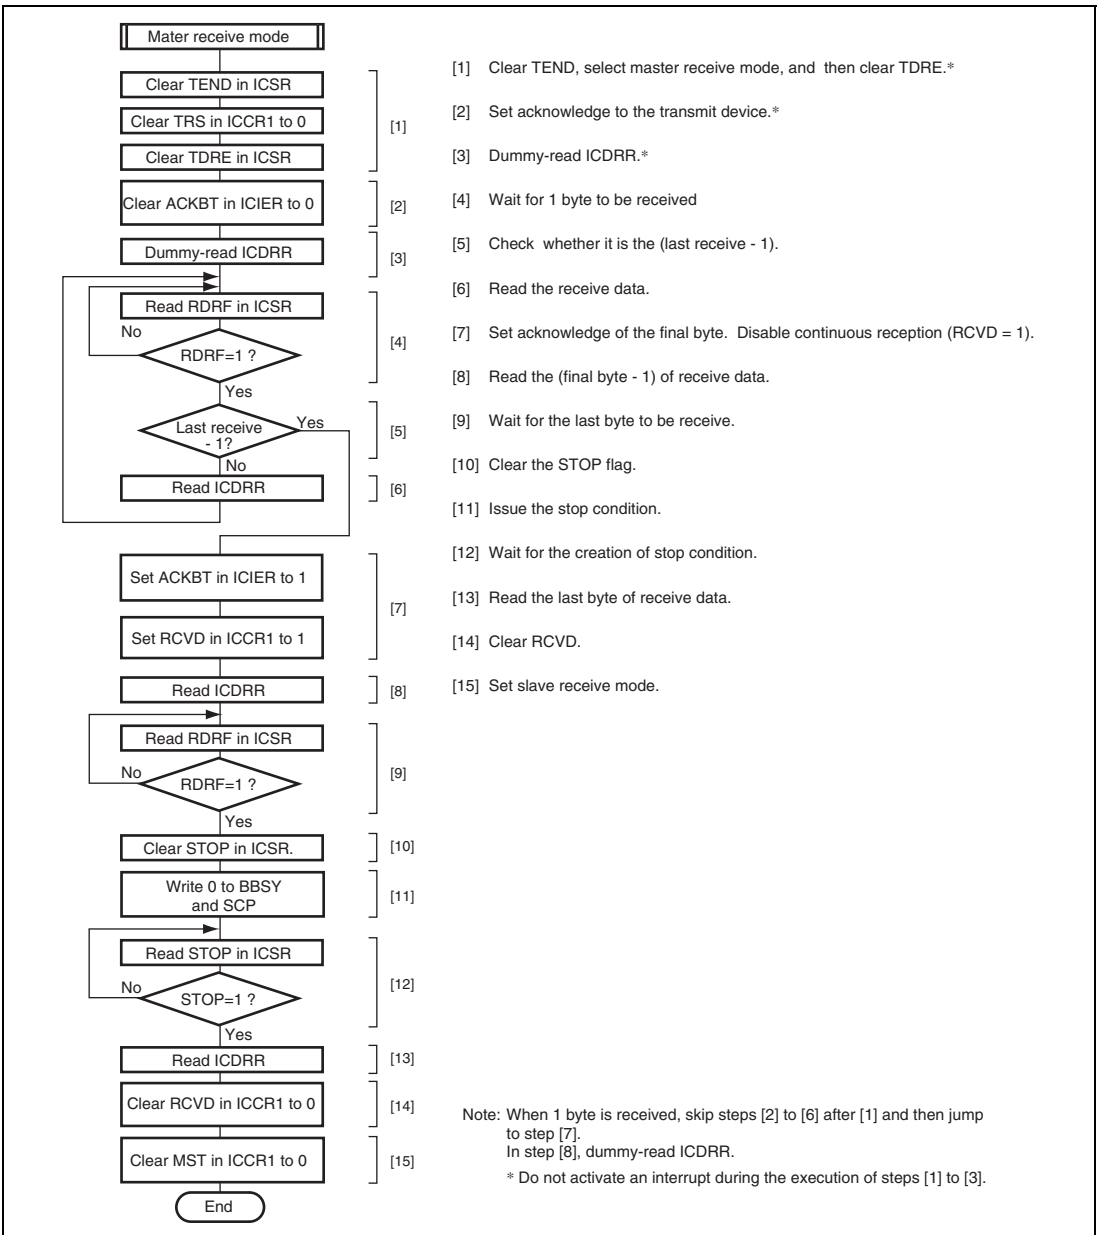 Mater receive mode
Clear TEND in ICSR
Clear TRS in ICCR1 to 0
Clear TDRE in ICSR
[1]
Clear ACKBT in ICIER to 0
[2]
Dummy-read ICDRR
[3]
Read RDRF in ICSR
No
RDRF=1 ?
[4]
Yes
Last receive
- 1?
Yes
[5]
No
Read ICDRR
[6]
Set ACKBT in ICIER to 1
[7]
Set RCVD in ICCR1 to 1
Read ICDRR
[8]
Read RDRF in ICSR
No
RDRF=1 ?
[9]
Yes
Clear STOP in ICSR.
[10]
Write 0 to BBSY
and SCP
[11]
Read STOP in ICSR
No
STOP=1 ?
[12]
Yes
Read ICDRR
[13]
Clear RCVD in ICCR1 to 0
[14]
Clear MST in ICCR1 to 0
[15]
End
[1] Clear TEND, select master receive mode, and then clear TDRE.*
[2] Set acknowledge to the transmit device.*
[3] Dummy-read ICDRR.*
[4] Wait for 1 byte to be received
[5] Check whether it is the (last receive - 1).
[6] Read the receive data.
[7] Set acknowledge of the final byte. Disable continuous reception (RCVD = 1).
[8] Read the (final byte - 1) of receive data.
[9] Wait for the last byte to be receive.
[10] Clear the STOP flag.
[11] Issue the stop condition.
[12] Wait for the creation of stop condition.
[13] Read the last byte of receive data.
[14] Clear RCVD.
[15] Set slave receive mode.
Note: When 1 byte is received, skip steps [2] to [6] after [1] and then jump
to step [7].
In step [8], dummy-read ICDRR.
* Do not activate an interrupt during the execution of steps [1] to [3].